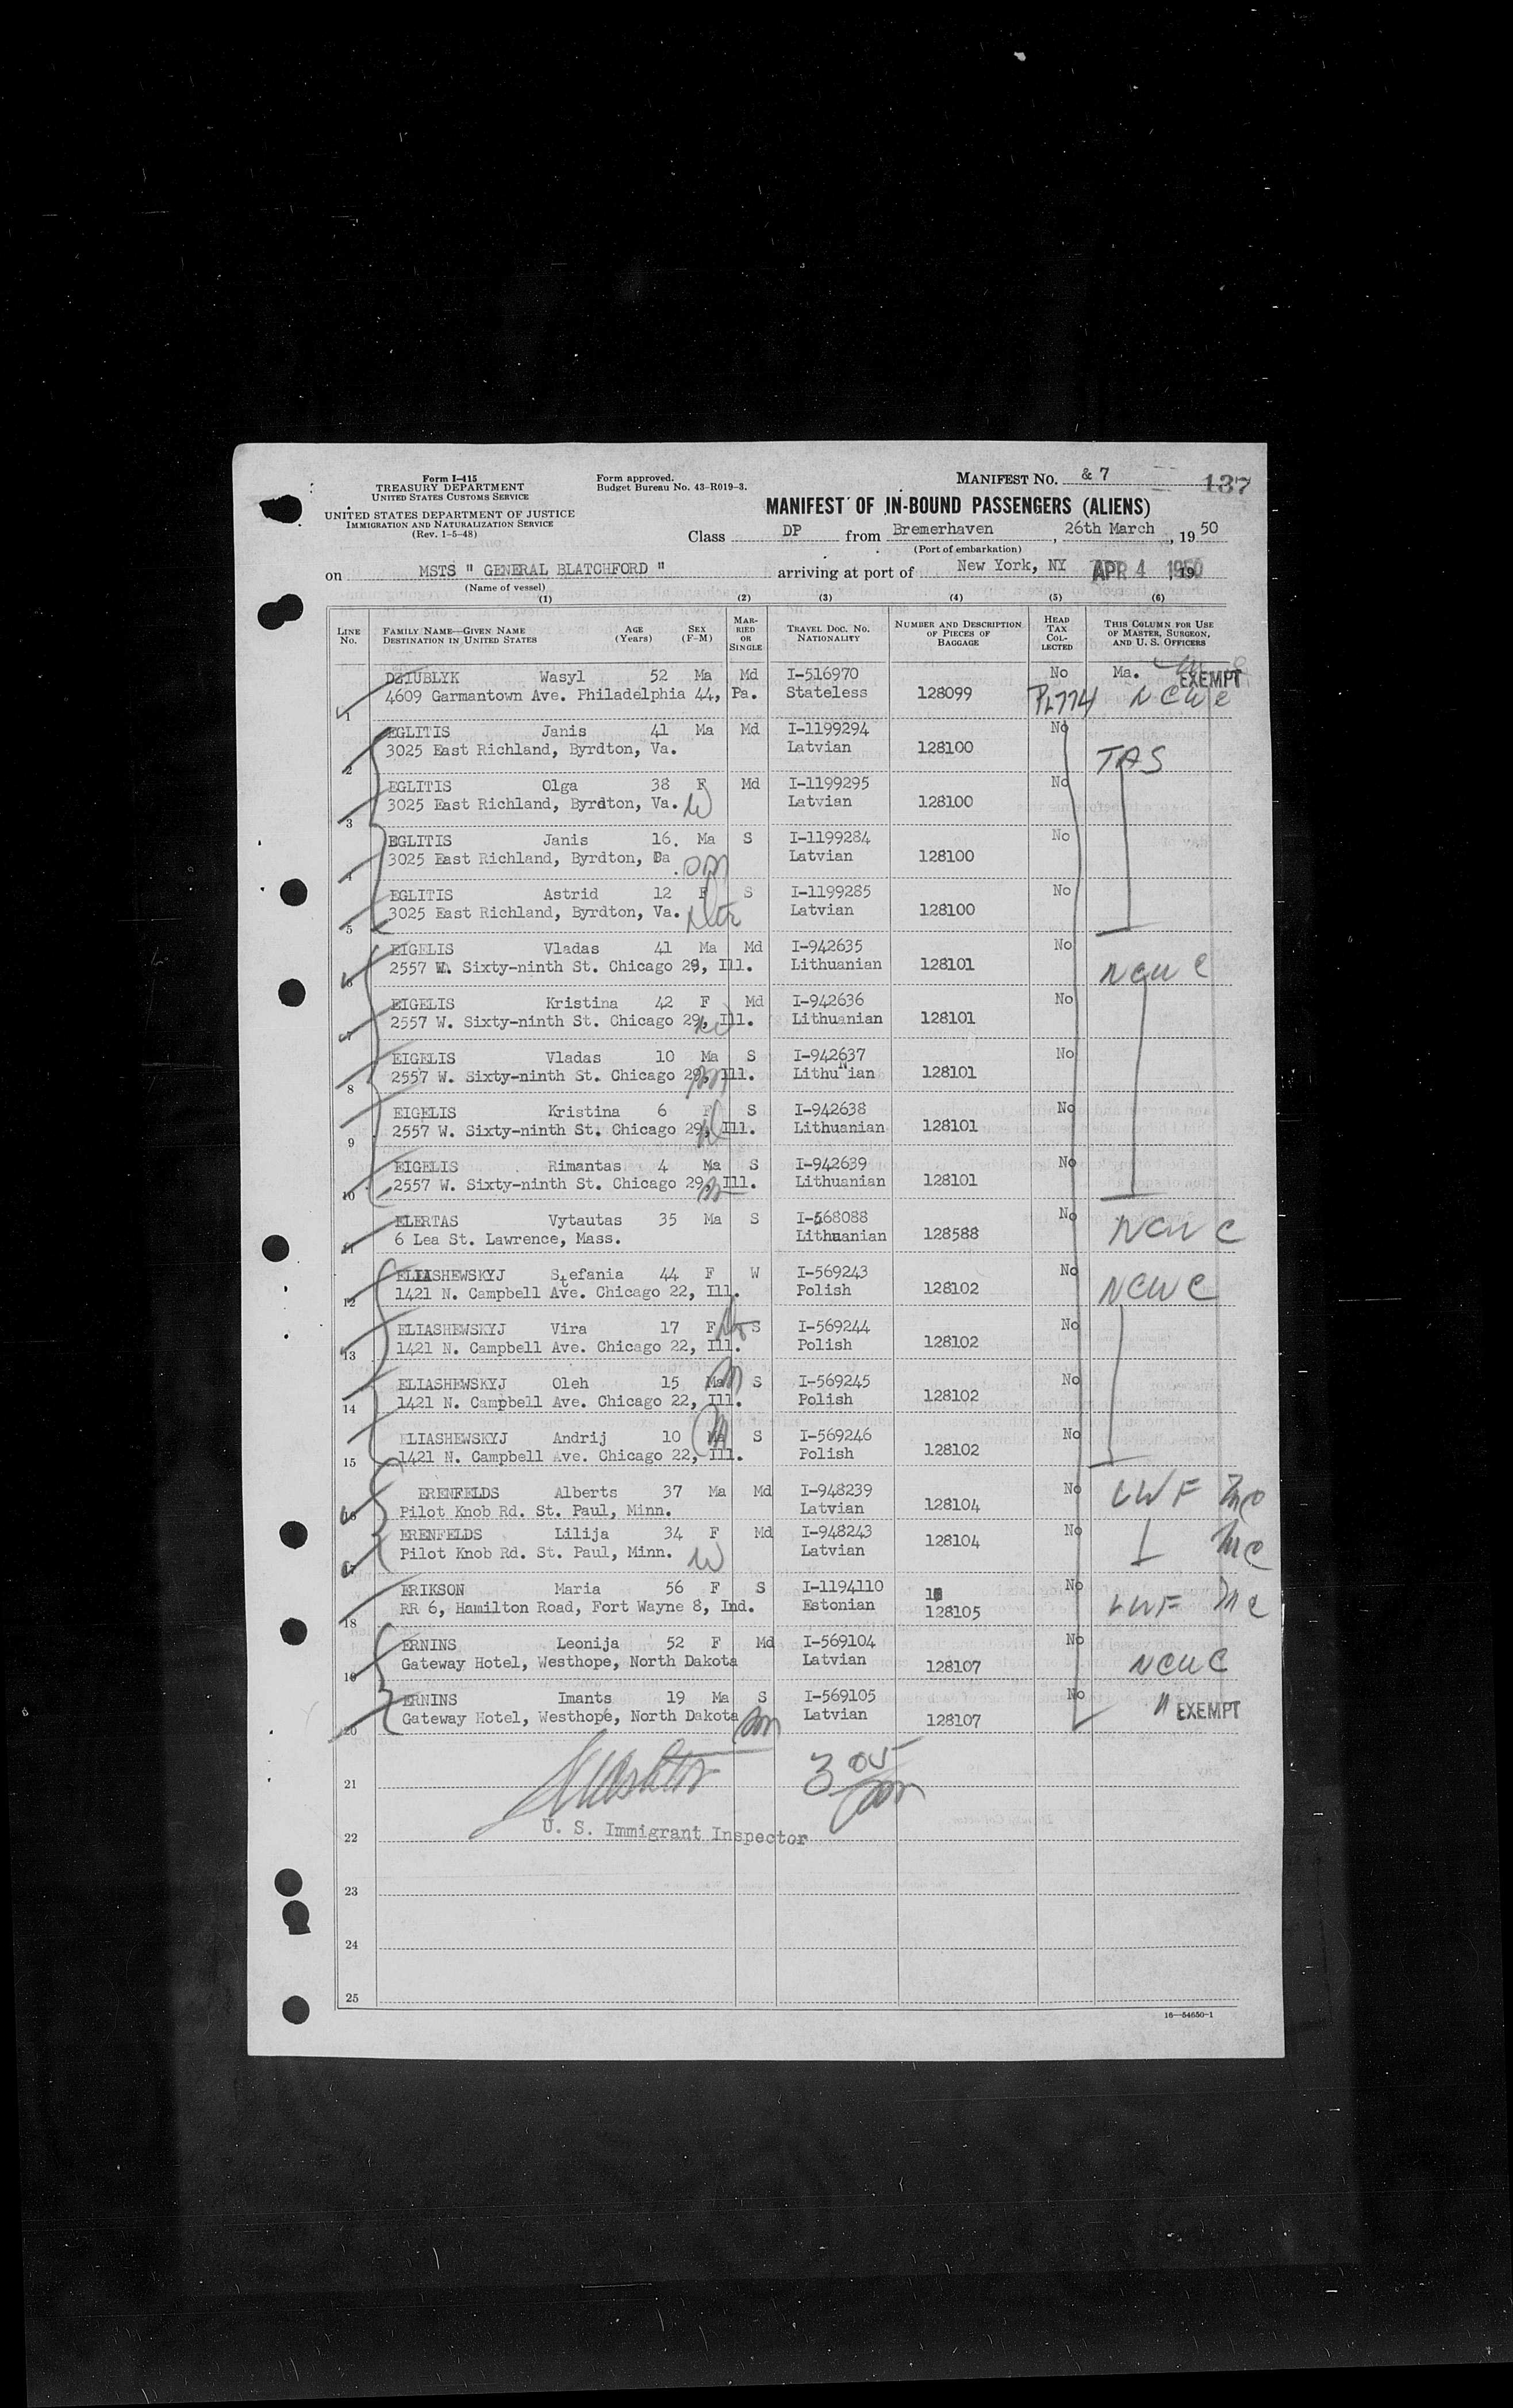 Form I-415
TREASURY DEPARTMENT
UNITED STATES CUSTOMS SERVICE
UNITED STATES DEPARTMENT OF JUSTICE
IMMIGRATION AND NATURALIZATION SERVICE
(Rev. 1-5-48)
Form approved.
Budget Bureau No. 43-R019-3.
MANIFEST NO. & 7
137
MANIFEST OF IN-BOUND PASSENGERS (ALIENS)
Class DP from Bremerhaven, 26th March, 1950
(Port of embarkation)
on MSTS " GENERAL BLATCHFORD " arriving at port of New York, NY APR 4 1950 19
(Name of vessel)
(1) (2) (3) (4) (5) (6)
LINE NO. FAMILY NAME—GIVEN NAME DESTINATION IN UNITED STATES AGE (Years) SEX (F-M) MARRIED OR SINGLE TRAVEL DOC. NO. NATIONALITY NUMBER AND DESCRIPTION OF PIECES OF BAGGAGE HEAD TAX COLLECTED THIS COLUMN FOR USE OF MASTER, SURGEON, AND U. S. OFFICERS
DZIUBLYK Wasyl 52 Ma Md I-516970 No Ma. EXEMPT
1 4609 Garmantown Ave. Philadelphia 44, Pa. Stateless 128099 PL774 NCWC
EGLITIS Janis 41 Ma Md I-1199294 No
2 3025 East Richland, Byrdton, Va. Latvian 128100 TAS
EGLITIS Olga 38 F Md I-1199295 No
3 3025 East Richland, Byrdton, Va. W Latvian 128100
EGLITIS Janis 16. Ma S I-1199284 No
4 3025 East Richland, Byrdton, Da Latvian 128100
EGLITIS Astrid 12 F S I-1199285 No
5 3025 East Richland, Byrdton, Va. Latvian 128100
EIGELIS Vladas 41 Ma Md I-942635 No
6 2557 W. Sixty-ninth St. Chicago 29, Ill. Lithuanian 128101 NCWC
EIGELIS Kristina 42 F Md I-942636 No
7 2557 W. Sixty-ninth St. Chicago 29, Ill. Lithuanian 128101
EIGELIS Vladas 10 Ma S I-942637 No
8 2557 W. Sixty-ninth St. Chicago 29, Ill. Lithunian 128101
EIGELIS Kristina 6 F S I-942638 No
9 2557 W. Sixty-ninth St. Chicago 29, Ill. Lithuanian 128101
EIGELIS Rimantas 4 Ma S I-942639 No
10 2557 W. Sixty-ninth St. Chicago 29, Ill. Lithuanian 128101
ELERTAS Vytautas 35 Ma S I-568088 No
11 6 Lea St. Lawrence, Mass. Lithuanian 128588 NCWC
ELIASHEWSKYJ Stefania 44 F W I-569243 No
12 1421 N. Campbell Ave. Chicago 22, Ill. Polish 128102 NCWC
ELIASHEWSKYJ Vira 17 F S I-569244 No
13 1421 N. Campbell Ave. Chicago 22, Ill. Polish 128102
ELIASHEWSKYJ Oleh 15 Ma S I-569245 No
14 1421 N. Campbell Ave. Chicago 22, Ill. Polish 128102
ELIASHEWSKYJ Andrij 10 Ma S I-569246 No
15 1421 N. Campbell Ave. Chicago 22, Ill. Polish 128102
ERENFELDS Alberts 37 Ma Md I-948239 No LWF
16 Pilot Knob Rd. St. Paul, Minn. Latvian 128104
ERENFELDS Lilija 34 F Md I-948243 No
17 Pilot Knob Rd. St. Paul, Minn. W Latvian 128104
ERIKSON Maria 56 F S I-1194110 No
18 RR 6, Hamilton Road, Fort Wayne 8, Ind. Estonian 128105 LWF
ERNINS Leonija 52 F Md I-569104 No
19 Gateway Hotel, Westhope, North Dakota Latvian 128107 NCWC
ERNINS Imants 19 Ma S I-569105 No " EXEMPT
20 Gateway Hotel, Westhope, North Dakota son Latvian 128107
21
22 U. S. Immigrant Inspector
23
24
25
16—54650-1